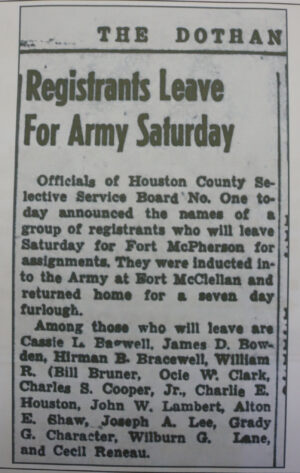 THE DOTHAN
Registrants Leave
For Army Saturday
Officials of Houston County Se-
lective Service Board No. One to-
day announced the names of a
group of registrants who will leave
Saturday for Fort McPherson for
assignments. They were inducted in-
to the Army at Fort McClellan and
returned home for a seven day
furlough.
Among those who will leave are
Cassie L. Bagwell, James D. Bow-
den, Hirman B. Bracewell, William
R. (Bill Bruner, Ocie W. Clark,
Charles S. Cooper, Jr., Charlie E.
Houston, John W. Lambert, Alton
E. Shaw, Joseph A. Lee, Grady
G. Character, Wilburn G. Lane,
and Cecil Reneau.